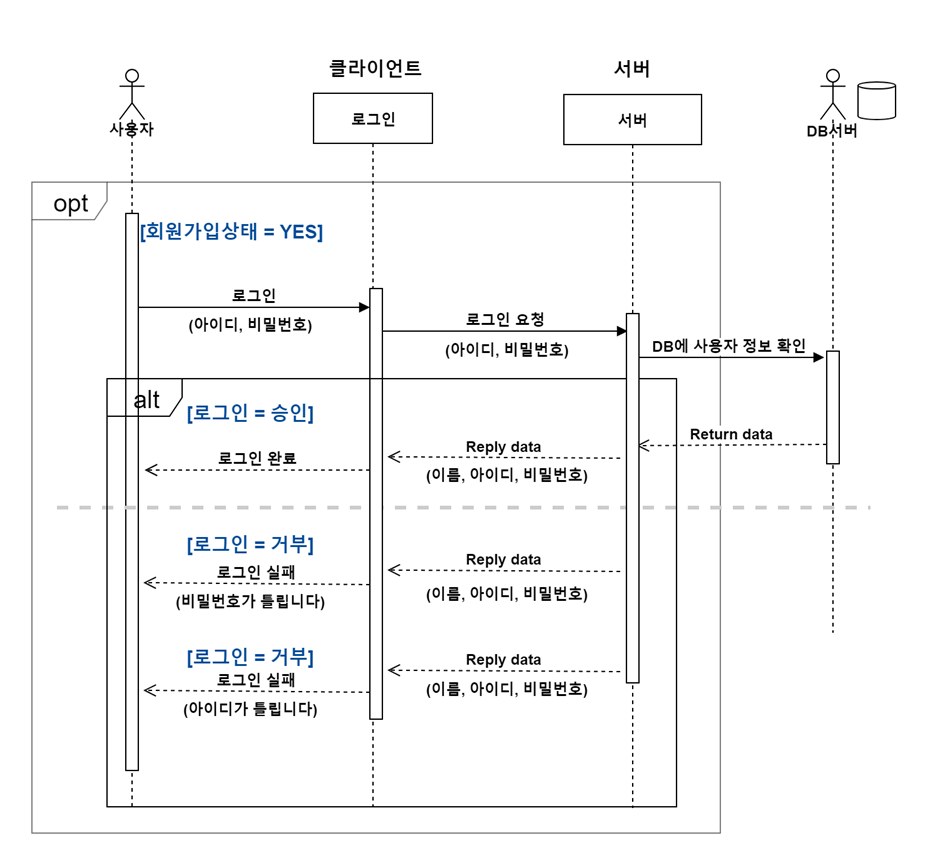 클라이언트
서버
로그인
서버
사용자
DB서버
opt
[회원가입상태 = YES]
로그인
(아이디, 비밀번호)
로그인 요청
(아이디, 비밀번호)
DB에 사용자 정보 확인
alt
[로그인 = 승인]
Return data
Reply data
(이름, 아이디, 비밀번호)
로그인 완료
[로그인 = 거부]
Reply data
(이름, 아이디, 비밀번호)
로그인 실패
(비밀번호가 틀립니다)
[로그인 = 거부]
Reply data
(이름, 아이디, 비밀번호)
로그인 실패
(아이디가 틀립니다)